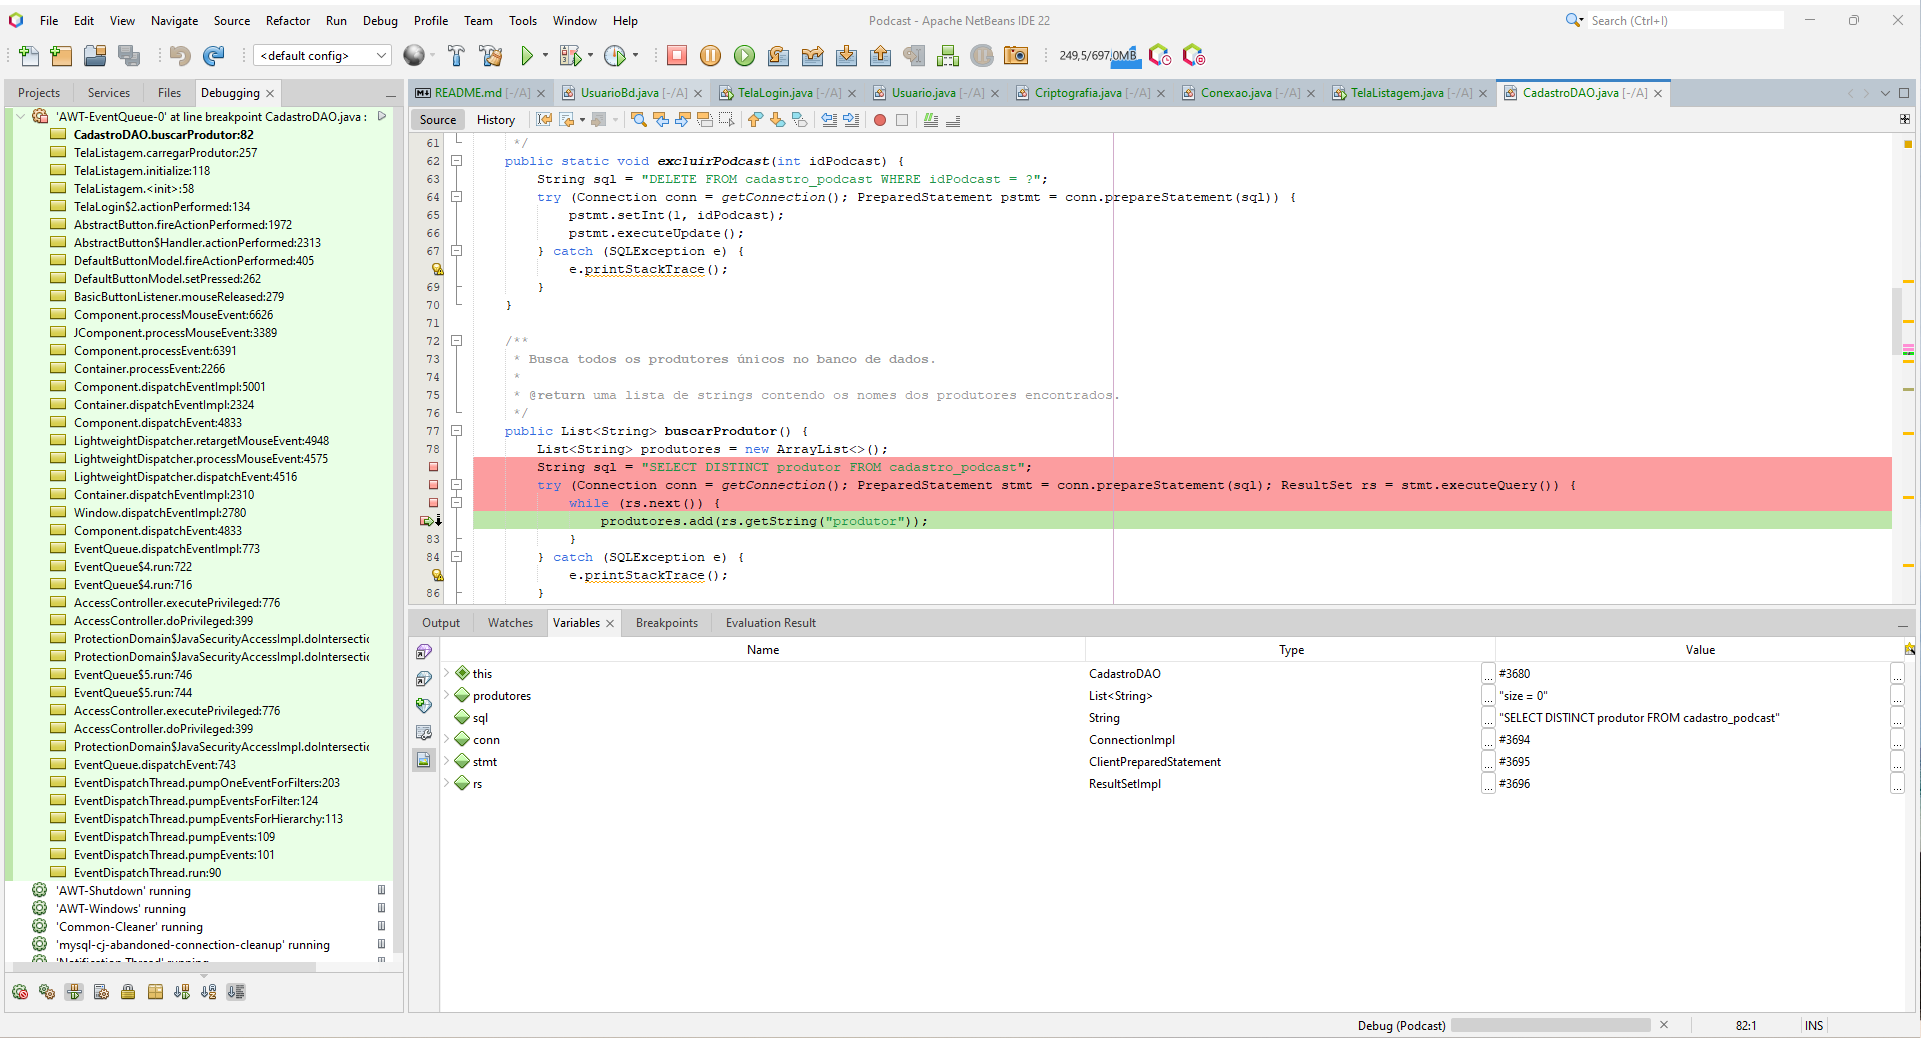 File Edit View Navigate Source Refactor Run Debug Profile Team Tools Window Help
Podcast - Apache NetBeans IDE 22
Search (Ctrl+I)
<default config>
249,5/697,0MB
Projects Services Files Debugging
README.md [-/A] UsuarioBd.java [-/A] TelaLogin.java [-/A] Usuario.java [-/A] Criptografia.java [-/A] Conexao.java [-/A] TelaListagem.java [-/A] CadastroDAO.java [-/A]
'AWT-EventQueue-0' at line breakpoint CadastroDAO.java :
CadastroDAO.buscarProdutor:82
TelaListagem.carregarProdutor:257
TelaListagem.initialize:118
TelaListagem.<init>:58
TelaLogin$2.actionPerformed:134
AbstractButton.fireActionPerformed:1972
AbstractButton$Handler.actionPerformed:2313
DefaultButtonModel.fireActionPerformed:405
DefaultButtonModel.setPressed:262
BasicButtonListener.mouseReleased:279
Component.processMouseEvent:6626
JComponent.processMouseEvent:3389
Component.processEvent:6391
Container.processEvent:2266
Component.dispatchEventImpl:5001
Container.dispatchEventImpl:2324
Component.dispatchEvent:4833
LightweightDispatcher.retargetMouseEvent:4948
LightweightDispatcher.processMouseEvent:4575
LightweightDispatcher.dispatchEvent:4516
Container.dispatchEventImpl:2310
Window.dispatchEventImpl:2780
Component.dispatchEvent:4833
EventQueue.dispatchEventImpl:773
EventQueue$4.run:722
EventQueue$4.run:716
AccessController.executePrivileged:776
AccessController.doPrivileged:399
ProtectionDomain$JavaSecurityAccessImpl.doIntersectic
ProtectionDomain$JavaSecurityAccessImpl.doIntersectic
EventQueue$5.run:746
EventQueue$5.run:744
AccessController.executePrivileged:776
AccessController.doPrivileged:399
ProtectionDomain$JavaSecurityAccessImpl.doIntersectic
EventQueue.dispatchEvent:743
EventDispatchThread.pumpOneEventForFilters:203
EventDispatchThread.pumpEventsForFilter:124
EventDispatchThread.pumpEventsForHierarchy:113
EventDispatchThread.pumpEvents:109
EventDispatchThread.pumpEvents:101
EventDispatchThread.run:90
'AWT-Shutdown' running
'AWT-Windows' running
'Common-Cleaner' running
'mysql-cj-abandoned-connection-cleanup' running
'Notification Thread' running
Source History
61 */
62 public static void excluirPodcast(int idPodcast) {
63 String sql = "DELETE FROM cadastro_podcast WHERE idPodcast = ?";
64 try (Connection conn = getConnection(); PreparedStatement pstmt = conn.prepareStatement(sql)) {
65 pstmt.setInt(1, idPodcast);
66 pstmt.executeUpdate();
67 } catch (SQLException e) {
e.printStackTrace();
69 }
70 }
71
72 /**
73 * Busca todos os produtores únicos no banco de dados.
74 *
75 * @return uma lista de strings contendo os nomes dos produtores encontrados.
76 */
77 public List<String> buscarProdutor() {
78 List<String> produtores = new ArrayList<>();
String sql = "SELECT DISTINCT produtor FROM cadastro_podcast";
try (Connection conn = getConnection(); PreparedStatement stmt = conn.prepareStatement(sql); ResultSet rs = stmt.executeQuery()) {
while (rs.next()) {
produtores.add(rs.getString("produtor"));
83 }
84 } catch (SQLException e) {
e.printStackTrace();
86 }
Output Watches Variables Breakpoints Evaluation Result
Name Type Value
this CadastroDAO ... #3680 ...
produtores List<String> ... "size = 0" ...
sql String ... "SELECT DISTINCT produtor FROM cadastro_podcast" ...
conn ConnectionImpl ... #3694 ...
stmt ClientPreparedStatement ... #3695 ...
rs ResultSetImpl ... #3696 ...
Debug (Podcast) 82:1 INS